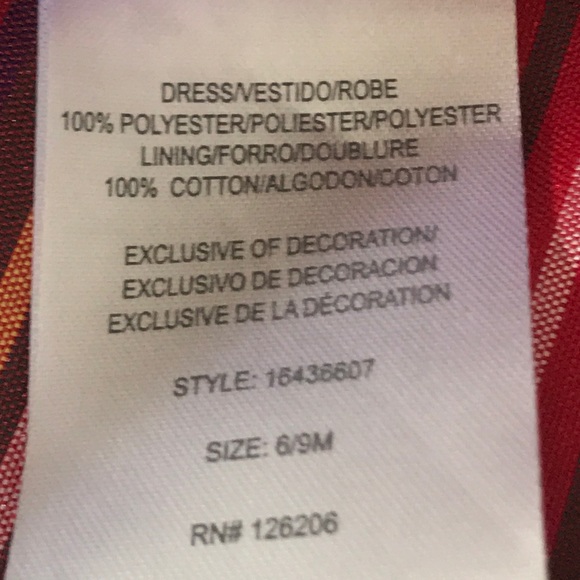 DRESS/VESTIDO/ROBE
100% POLYESTER/POLIESTER/POLYESTER
LINING/FORRO/DOUBLURE
100% COTTON/ALGODON/COTON
EXCLUSIVE OF DECORATION/
EXCLUSIVO DE DECORACION
EXCLUSIVE DE LA DÉCORATION
STYLE: 16436607
SIZE: 6/9M
RN# 126206